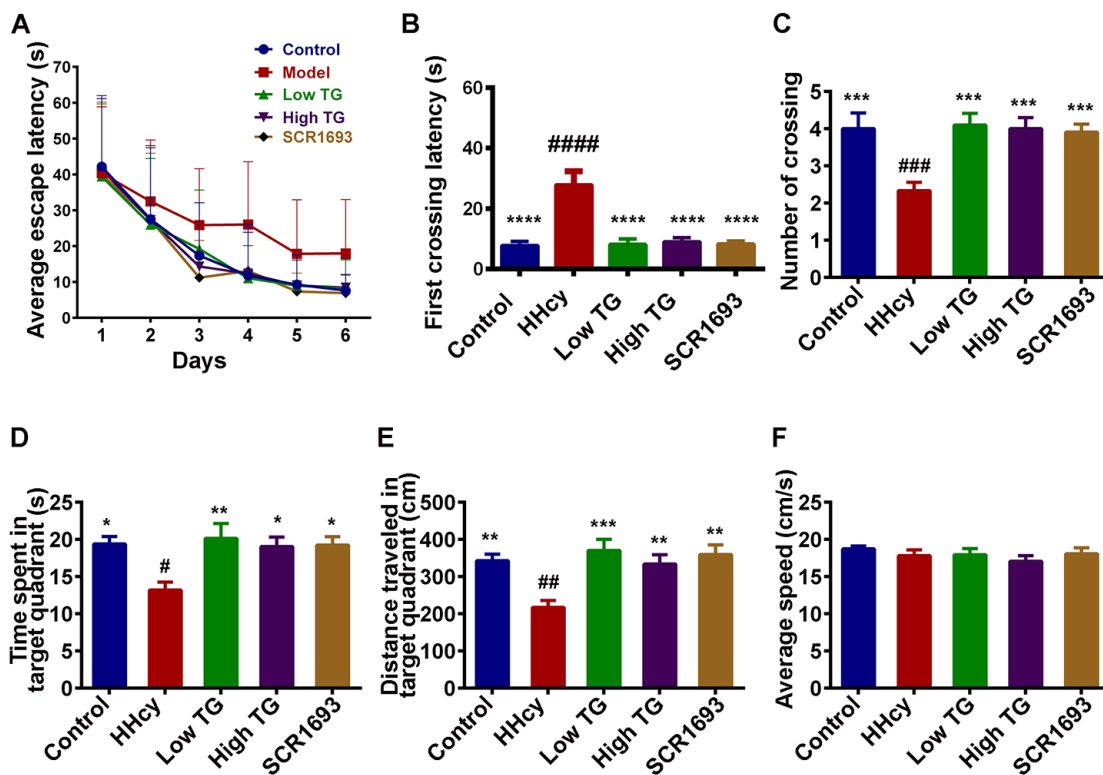 A
Average escape latency (s)
70
60
50
40
30
20
10
0
1 2 3 4 5 6
Days
Control
Model
Low TG
High TG
SCR1693
B
First crossing latency (s)
60
40
20
0
**** #### **** **** ****
Control HHcy Low TG High TG SCR1693
C
Number of crossing
5
4
3
2
1
0
*** ### *** *** ***
Control HHcy Low TG High TG SCR1693
D
Time spent in
target quadrant (s)
25
20
15
10
5
0
* # ** * *
Control HHcy Low TG High TG SCR1693
E
Distance traveled in
target quadrant (cm)
500
400
300
200
100
0
** ## *** ** **
Control HHcy Low TG High TG SCR1693
F
Average speed (cm/s)
25
20
15
10
5
0
Control HHcy Low TG High TG SCR1693